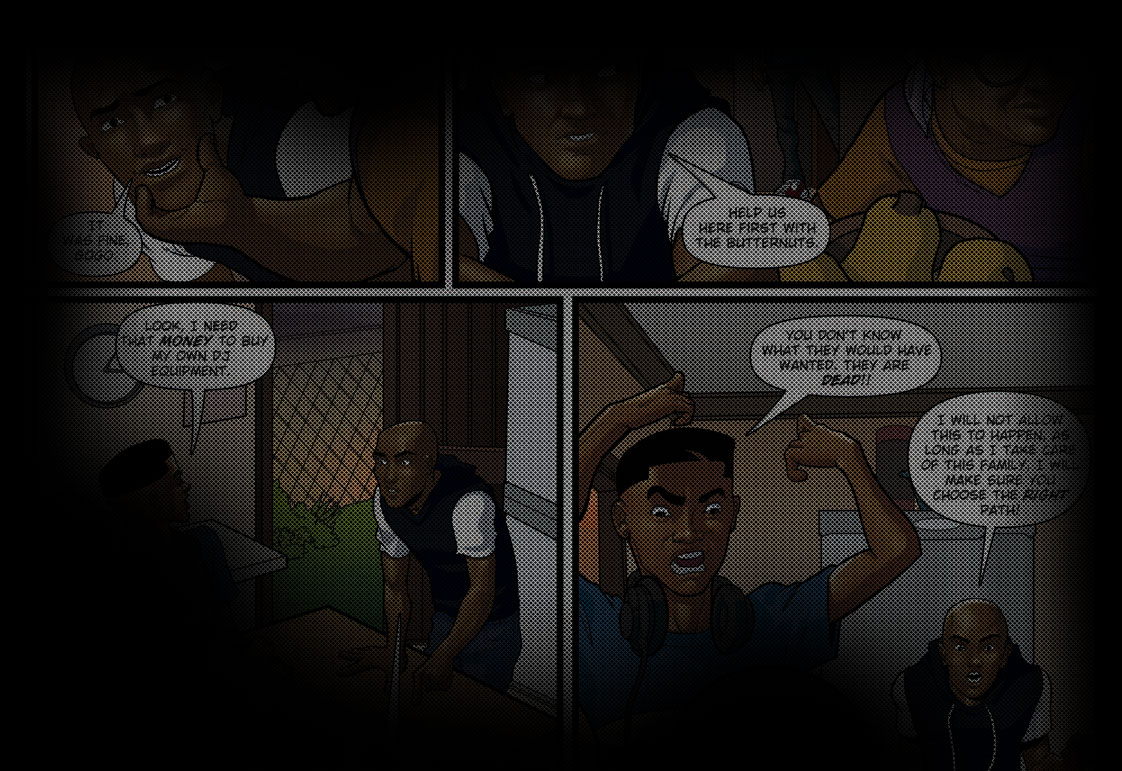 IT
WAS FINE,
GOGO
HELP US
HERE FIRST WITH
THE BUTTERNUTS.
LOOK, I NEED
THAT MONEY TO BUY
MY OWN DJ
EQUIPMENT.
YOU DON'T KNOW
WHAT THEY WOULD HAVE
WANTED. THEY ARE
DEAD!!
I WILL NOT ALLOW
THIS TO HAPPEN. AS
LONG AS I TAKE CARE
OF THIS FAMILY, I WILL
MAKE SURE YOU
CHOOSE THE RIGHT
PATH!